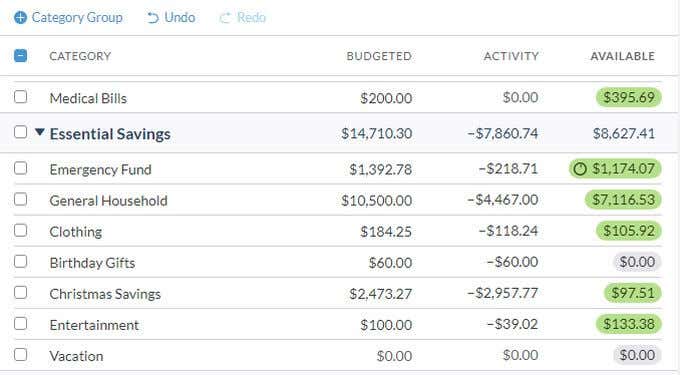 Category Group Undo Redo
CATEGORY BUDGETED ACTIVITY AVAILABLE
Medical Bills $200.00 $0.00 $395.69
Essential Savings $14,710.30 −$7,860.74 $8,627.41
Emergency Fund $1,392.78 −$218.71 $1,174.07
General Household $10,500.00 −$4,467.00 $7,116.53
Clothing $184.25 −$118.24 $105.92
Birthday Gifts $60.00 −$60.00 $0.00
Christmas Savings $2,473.27 −$2,957.77 $97.51
Entertainment $100.00 −$39.02 $133.38
Vacation $0.00 $0.00 $0.00